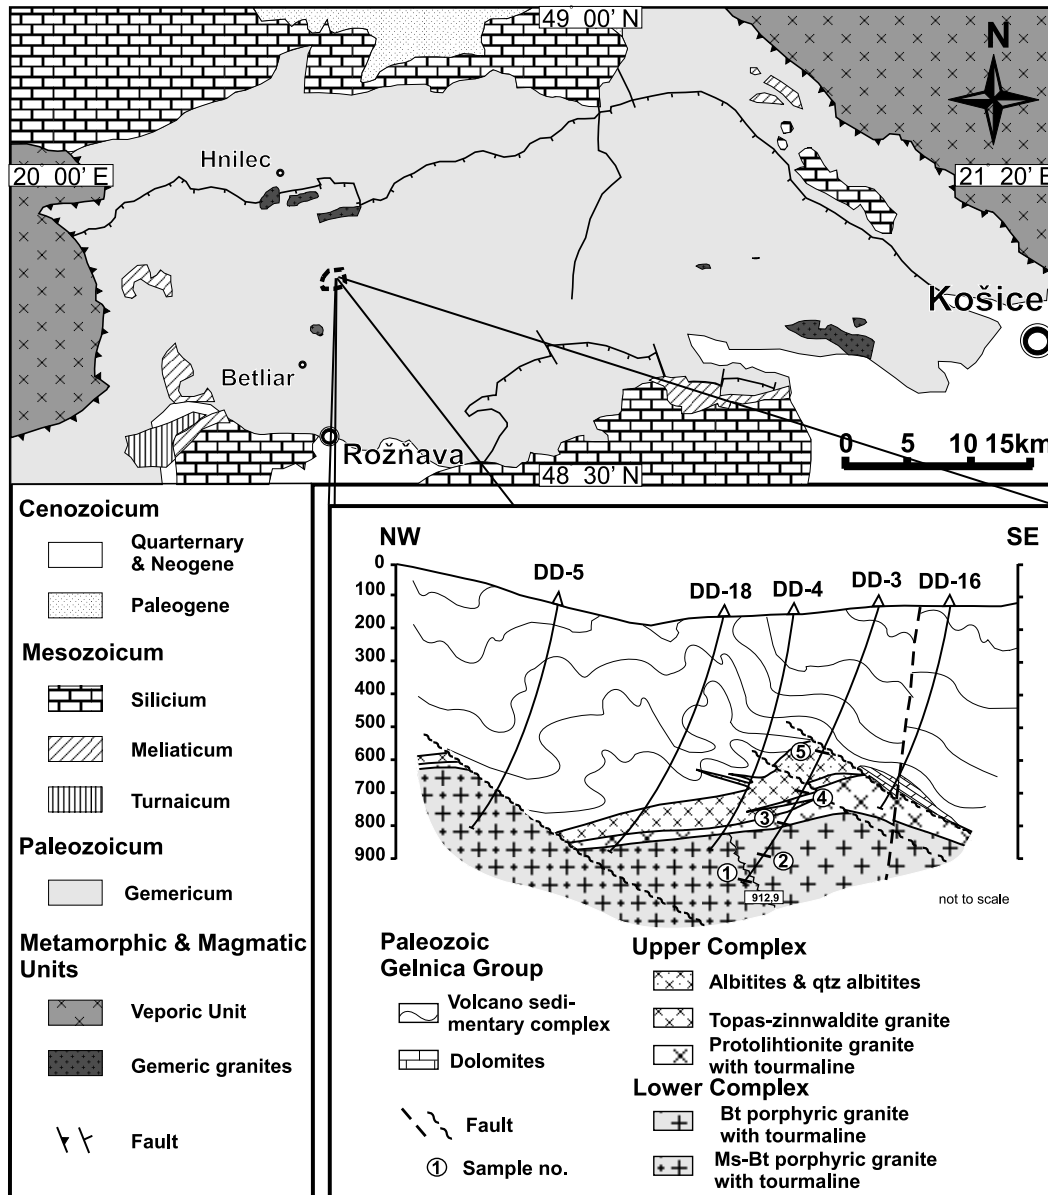 49° 00’ N
N
Hnilec
20° 00’ E
21° 20’ E
Košice
Betliar
Rožňava
0 5 10 15km
48° 30’ N
Cenozoicum
Quarternary
& Neogene
Paleogene
Mesozoicum
Silicium
Meliaticum
Turnaicum
Paleozoicum
Gemericum
Metamorphic & Magmatic
Units
Veporic Unit
Gemeric granites
Fault
NW
SE
DD-5
DD-18
DD-4
DD-3
DD-16
0
100
200
300
400
500
600
700
800
900
5
4
3
2
1
912,9
not to scale
Paleozoic
Gelnica Group
Volcano sedi-
mentary complex
Dolomites
Fault
1 Sample no.
Upper Complex
Albitites & qtz albitites
Topas-zinnwaldite granite
Protolihtionite granite
with tourmaline
Lower Complex
Bt porphyric granite
with tourmaline
Ms-Bt porphyric granite
with tourmaline